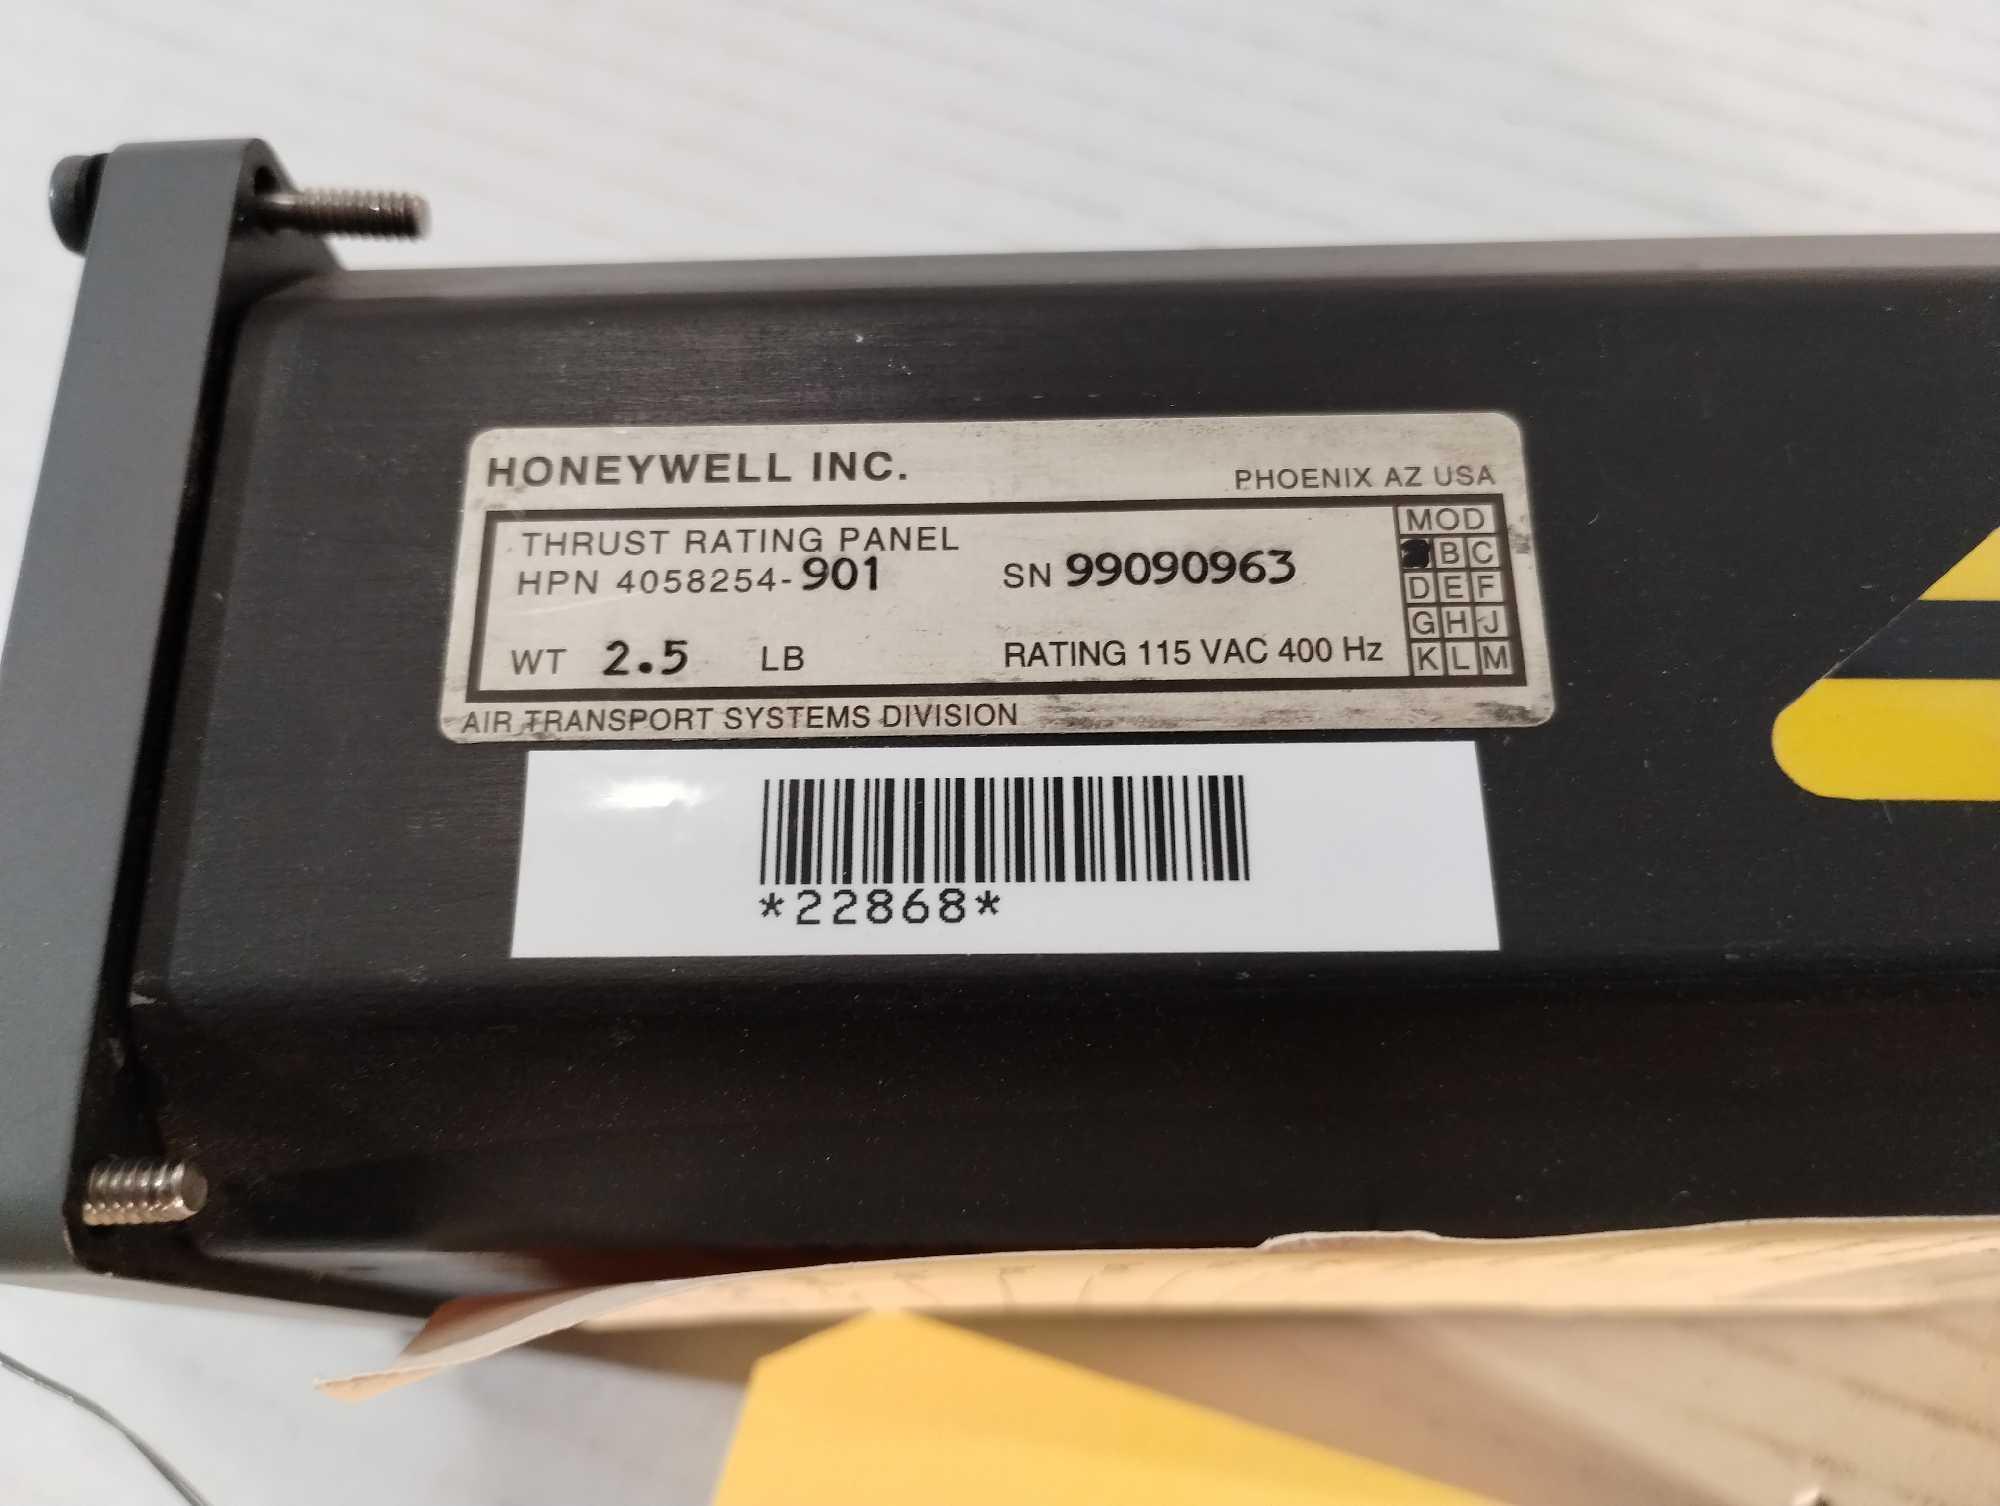 HONEYWELL INC.
PHOENIX AZ USA
THRUST RATING PANEL
HPN 4058254-901
SN 99090963
WT 2.5 LB
RATING 115 VAC 400 Hz
MOD
B C
D E F
G H J
K L M
AIR TRANSPORT SYSTEMS DIVISION
*22868*